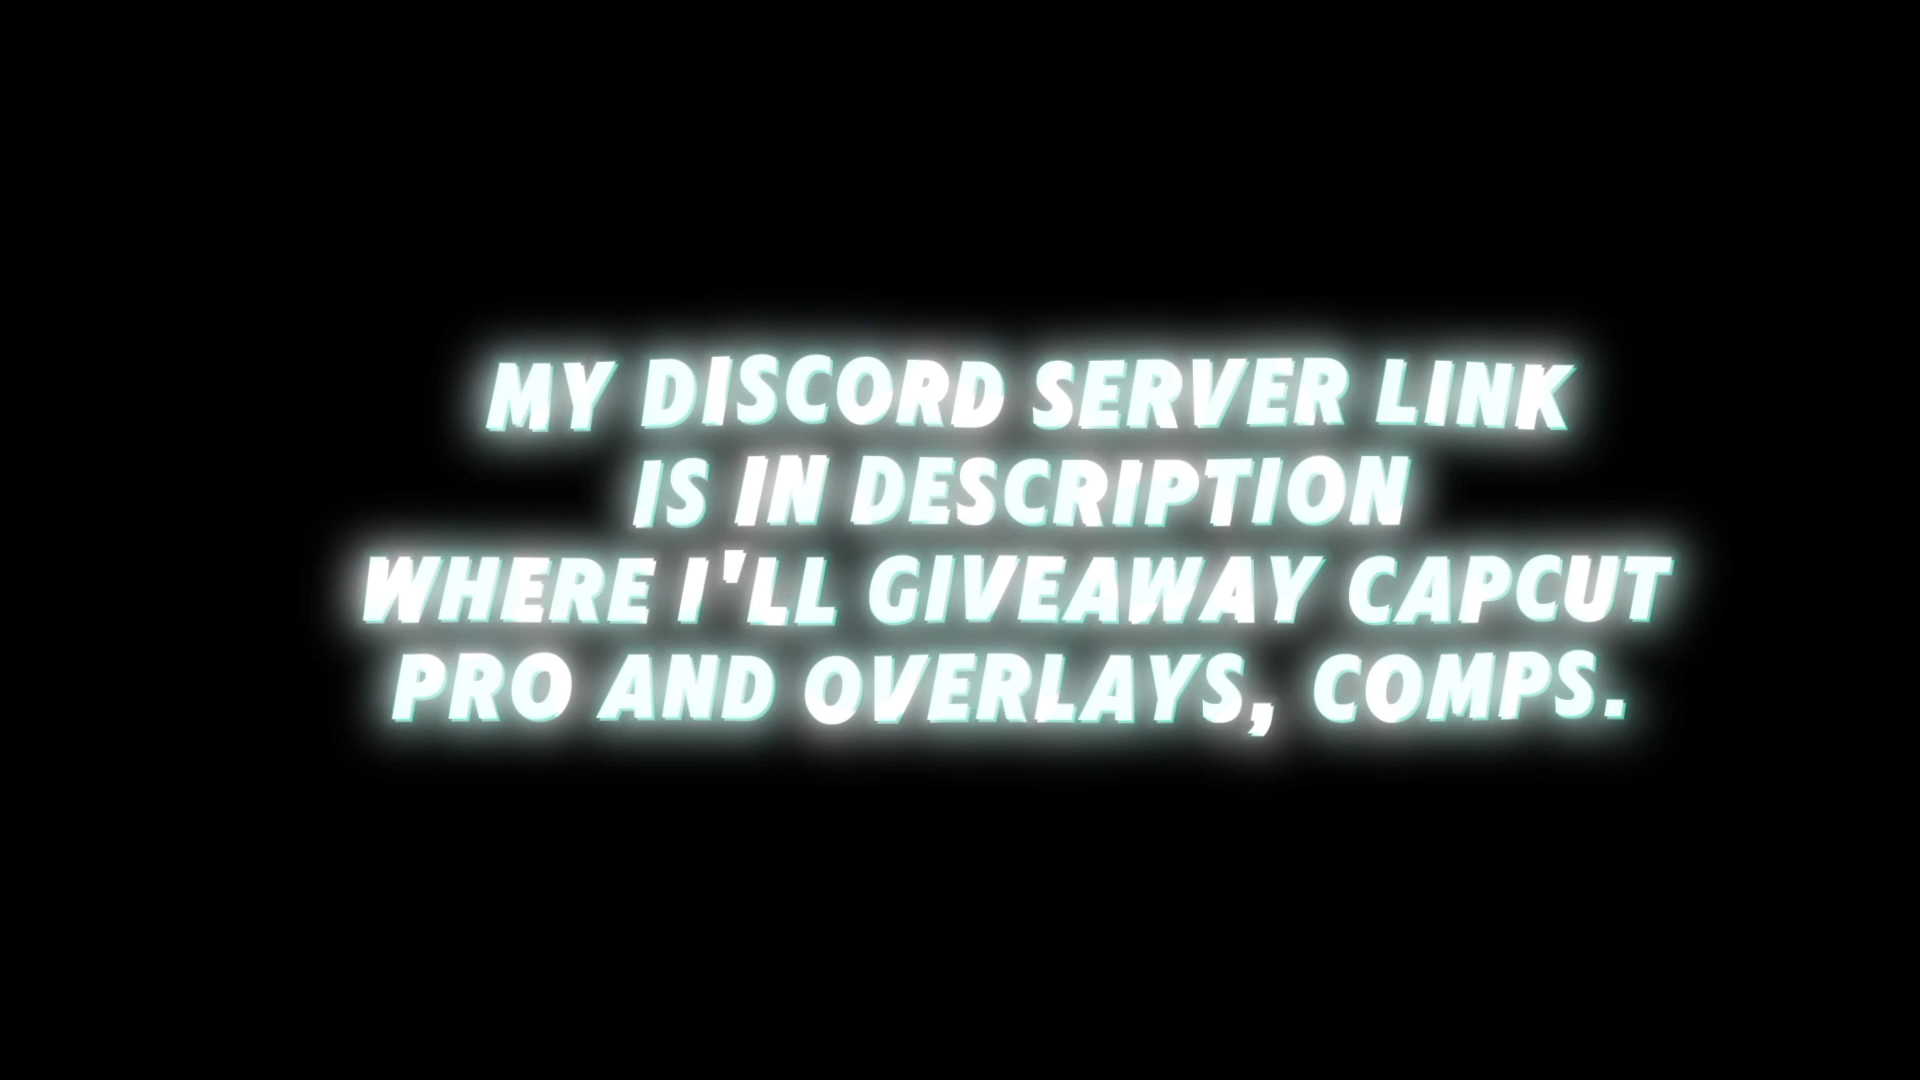 MY DISCORD SERVER LINK
IS IN DESCRIPTION
WHERE I'LL GIVEAWAY CAPCUT
PRO AND OVERLAYS, COMPS.